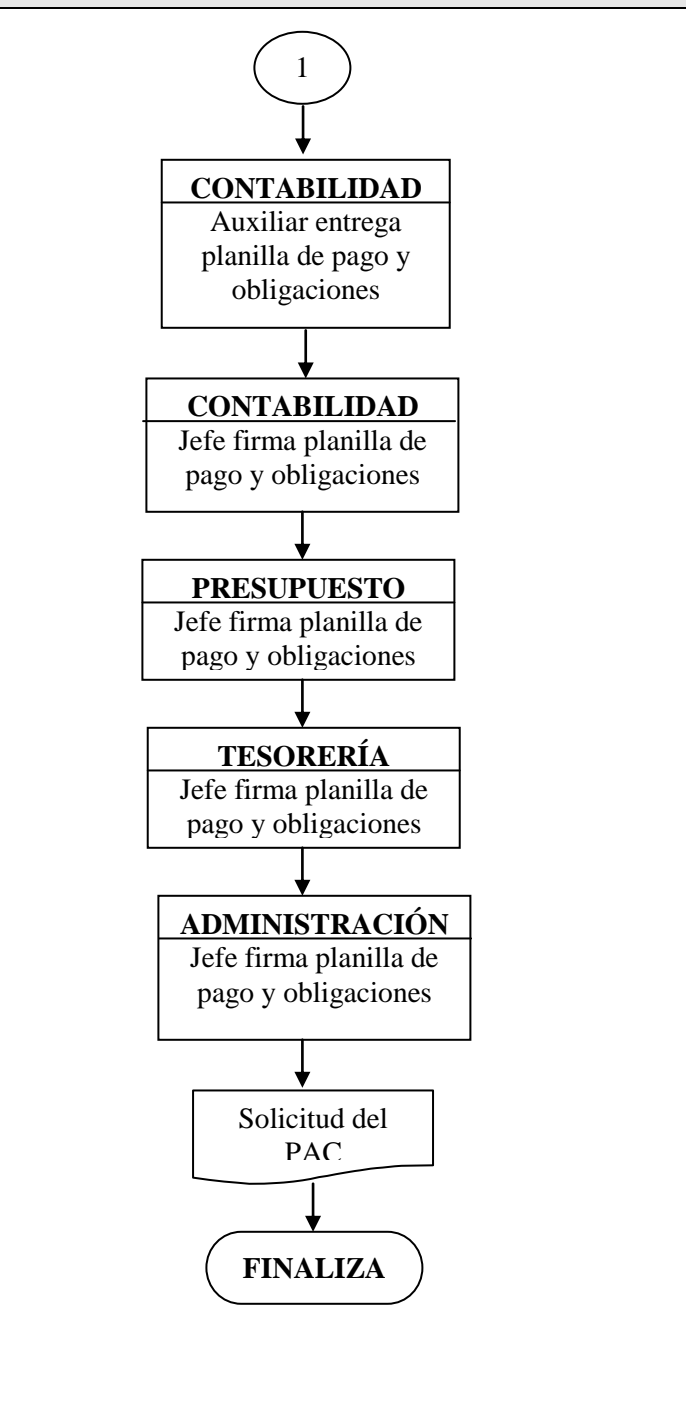 1
CONTABILIDAD
Auxiliar entrega
planilla de pago y
obligaciones
CONTABILIDAD
Jefe firma planilla de
pago y obligaciones
PRESUPUESTO
Jefe firma planilla de
pago y obligaciones
TESORERÍA
Jefe firma planilla de
pago y obligaciones
ADMINISTRACIÓN
Jefe firma planilla de
pago y obligaciones
Solicitud del
PAC
FINALIZA